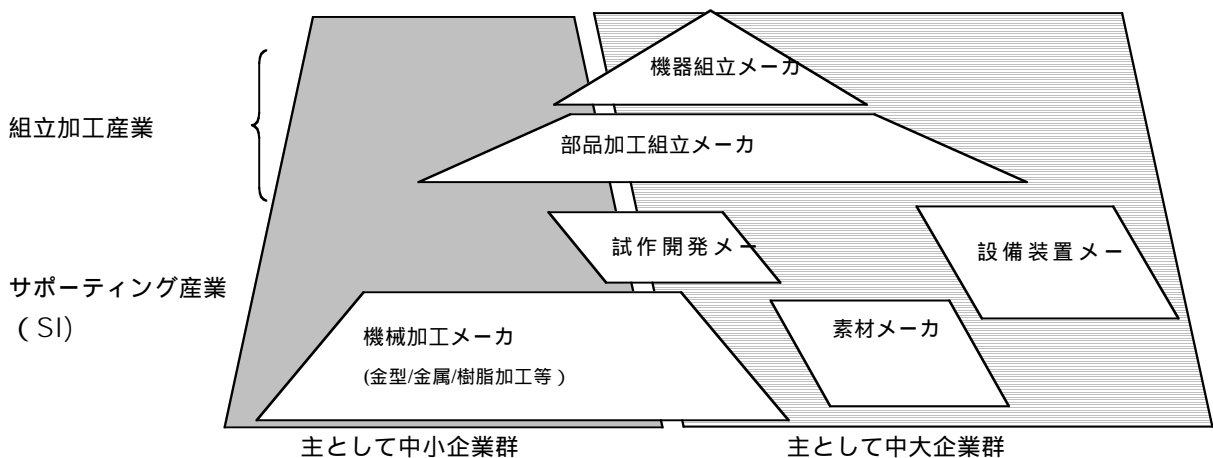 機器組立メーカ
組立加工産業
部品加工組立メーカ
試作開発メー
設備装置メー
サポーティング産業
(SI)
素材メーカ
機械加工メーカ
(金型/金属/樹脂加工等)
主として中小企業群
主として中大企業群